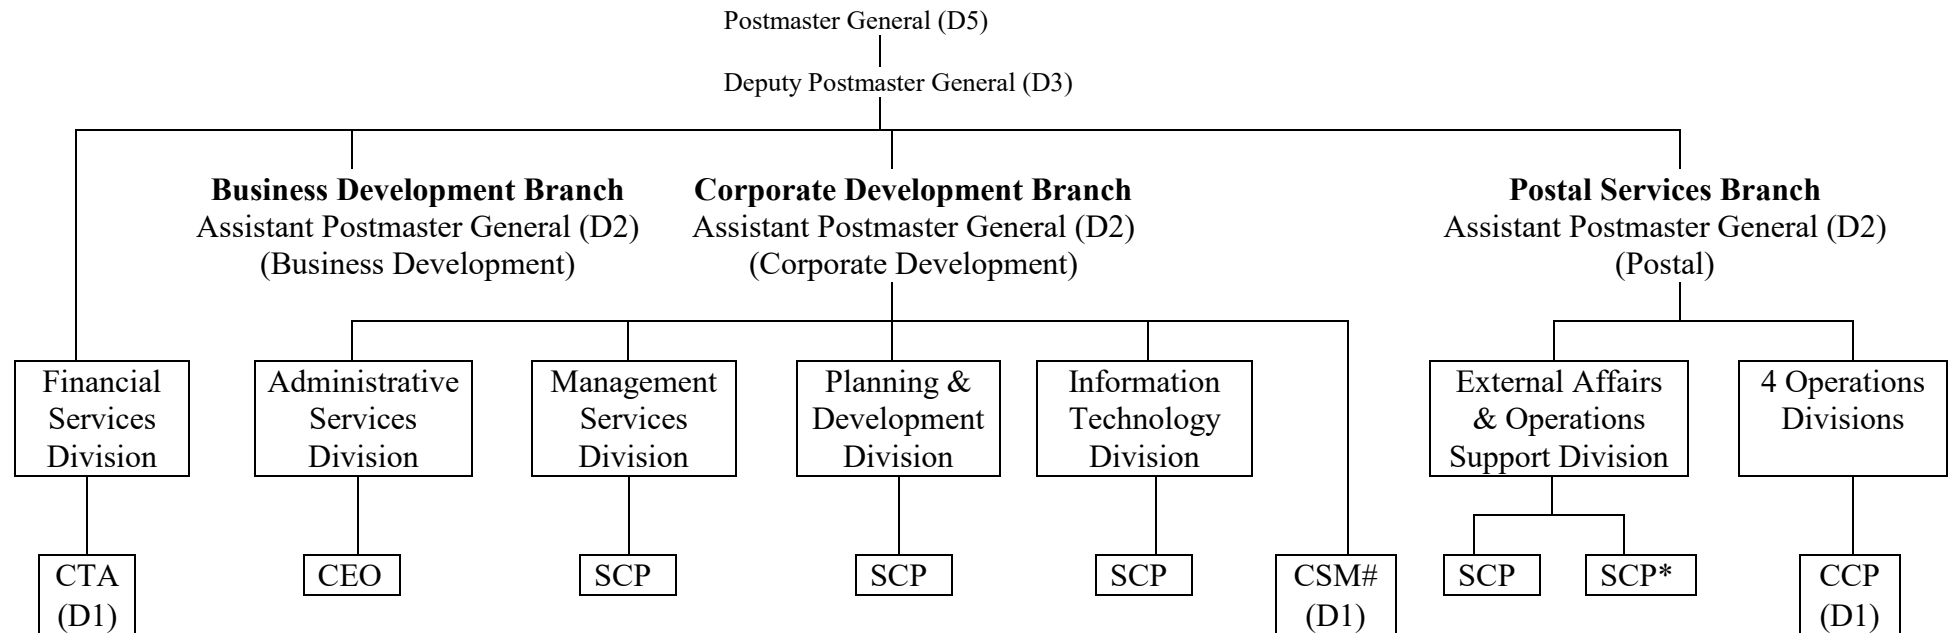 Postmaster General (D5)
Deputy Postmaster General (D3)
Business Development Branch
Assistant Postmaster General (D2)
(Business Development)
Corporate Development Branch
Assistant Postmaster General (D2)
(Corporate Development)
Postal Services Branch
Assistant Postmaster General (D2)
(Postal)
Financial
Services
Division
Administrative
Services
Division
Management
Services
Division
Planning &
Development
Division
Information
Technology
Division
External Affairs
& Operations
Support Division
4 Operations
Divisions
CTA
(D1)
CEO
SCP
SCP
SCP
CSM#
(D1)
SCP
SCP*
CCP
(D1)